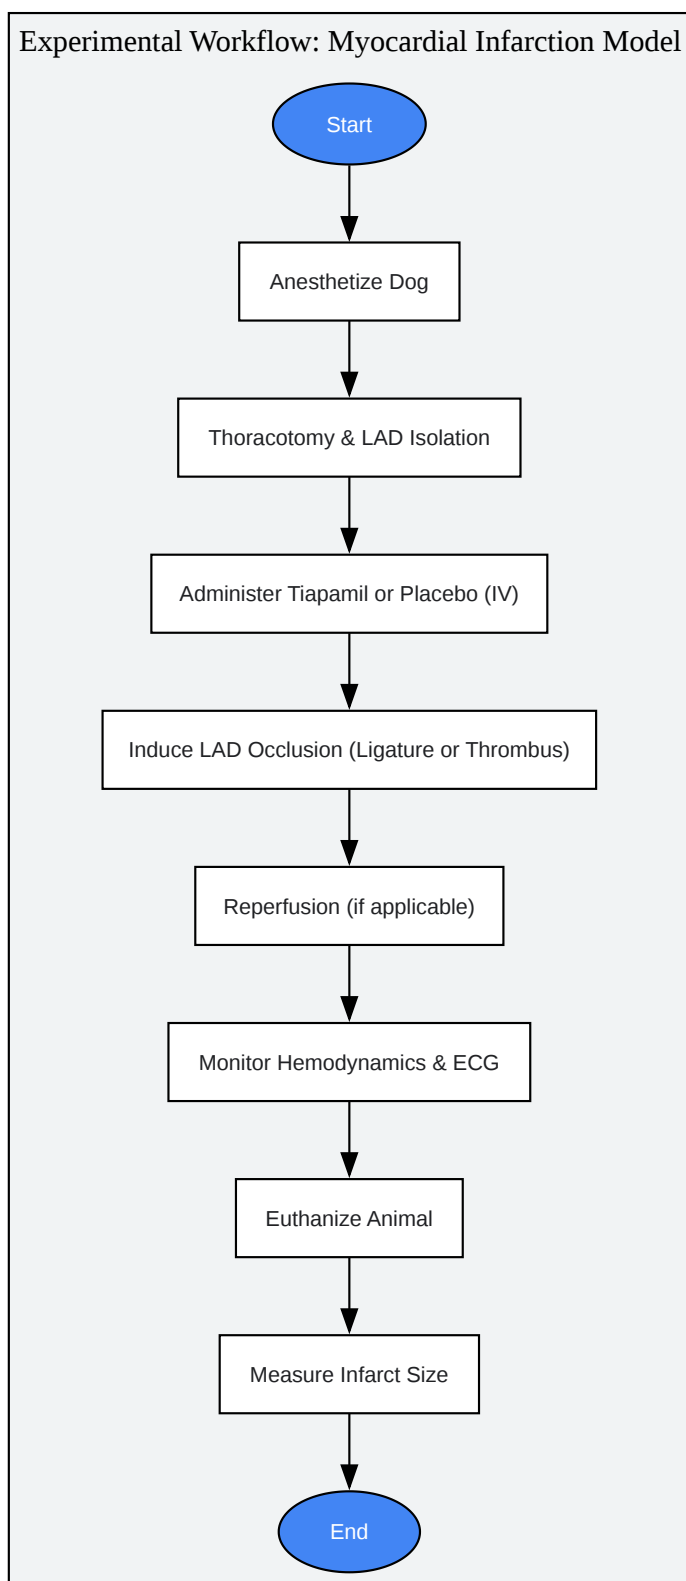 Experimental Workflow: Myocardial Infarction Model
Start
Anesthetize Dog
Thoracotomy & LAD Isolation
Administer Tiapamil or Placebo (IV)
Induce LAD Occlusion (Ligature or Thrombus)
Reperfusion (if applicable)
Monitor Hemodynamics & ECG
Euthanize Animal
Measure Infarct Size
End